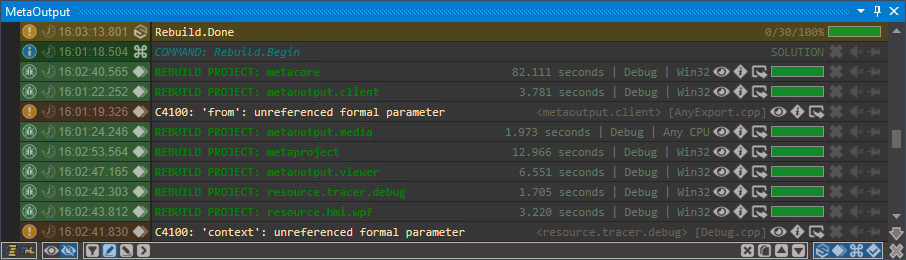 MetaOutput
16:03:13.801 Rebuild.Done 0/30/100%
16:01:18.504 COMMAND: Rebuild.Begin SOLUTION
16:02:40.565 REBUILD PROJECT: metacore 82.111 seconds | Debug | Win32
16:01:22.252 REBUILD PROJECT: metaoutput.client 3.781 seconds | Debug | Win32
16:01:19.326 C4100: 'from': unreferenced formal parameter <metaoutput.client> [AnyExport.cpp]
16:01:24.246 REBUILD PROJECT: metaoutput.media 1.973 seconds | Debug | Any CPU
16:02:53.564 REBUILD PROJECT: metaproject 12.966 seconds | Debug | Win32
16:02:47.165 REBUILD PROJECT: metaoutput.viewer 6.551 seconds | Debug | Win32
16:02:42.303 REBUILD PROJECT: resource.tracer.debug 1.705 seconds | Debug | Win32
16:02:43.812 REBUILD PROJECT: resource.hmi.wpf 3.220 seconds | Debug | Win32
16:02:41.830 C4100: 'context': unreferenced formal parameter <resource.tracer.debug> [Debug.cpp]